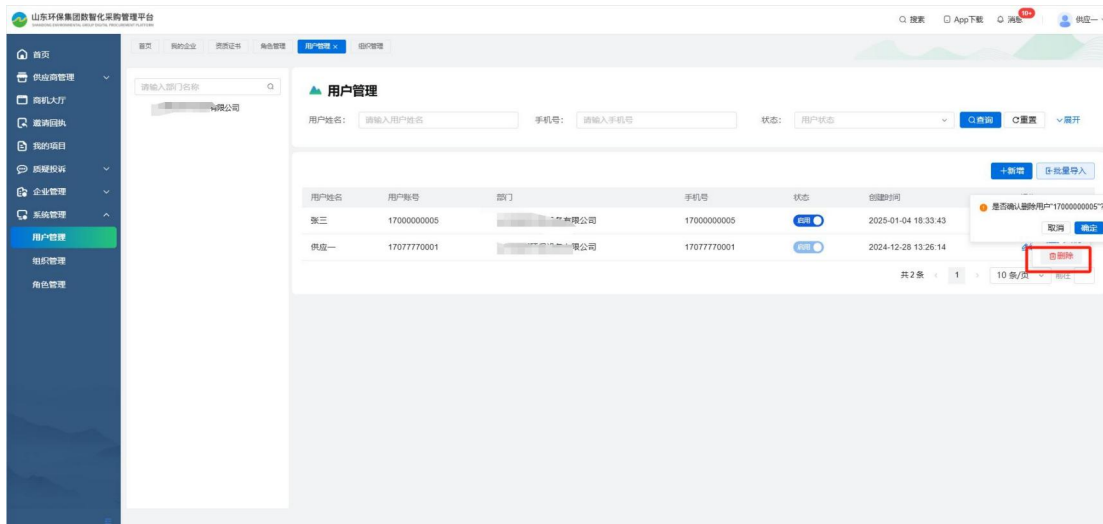 山东环保集团数智化采购管理平台
SHANDONG ENVIRONMENTAL GROUP DIGITAL PROCUREMENT PLATFORM
搜索 App下载 消息 10+ 供应一
首页 我的企业 资质证书 角色管理 用户管理 × 组织管理
首页
供应商管理
商机大厅
邀请回执
我的项目
质疑投诉
企业管理
系统管理
用户管理
组织管理
角色管理
请输入部门名称
有限公司
用户管理
用户姓名: 请输入用户姓名 手机号: 请输入手机号 状态: 用户状态 查询 重置 展开
+新增 批量导入
用户姓名 用户账号 部门 手机号 状态 创建时间
是否确认删除用户"17000000005"?
取消 确定
张三 17000000005 有限公司 17000000005 启用 2025-01-04 18:33:43
供应一 17077770001 限公司 17077770001 启用 2024-12-28 13:26:14
删除
共2条 1 10条/页 前往